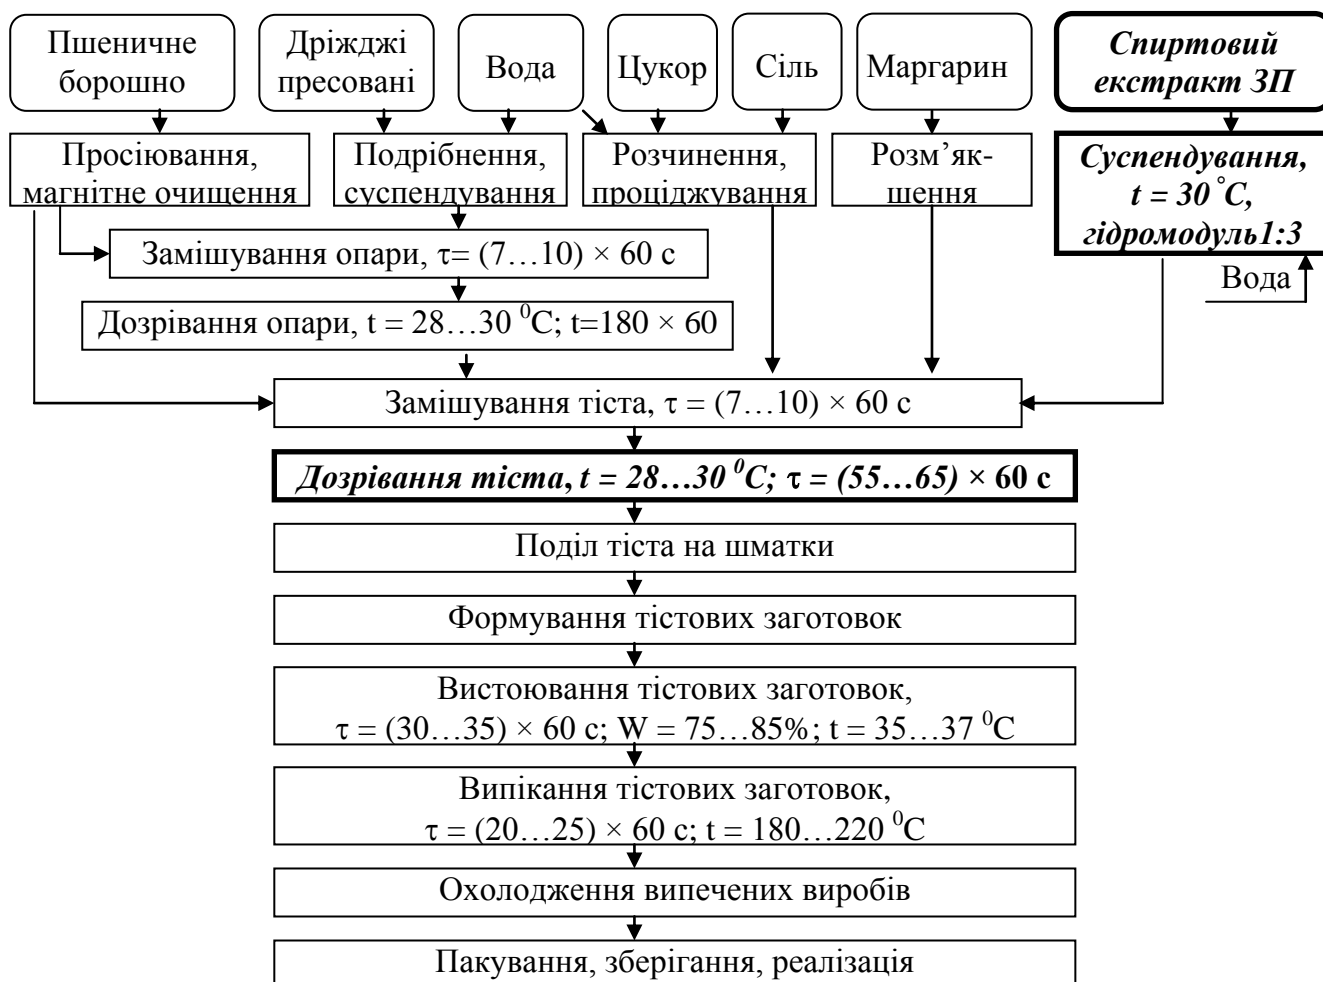 Пшеничне
борошно
Дріжджі
пресовані
Вода
Цукор
Сіль
Маргарин
Спиртовий
екстракт ЗП
Просіювання,
магнітне очищення
Подрібнення,
суспендування
Розчинення,
проціджування
Розм’як-
шення
Суспендування,
t = 30˚С,
гідромодуль1:3
Вода
Замішування опари, τ= (7…10) × 60 с
Дозрівання опари, t = 28…30 ⁰С; t=180 × 60
Замішування тіста, τ = (7…10) × 60 с
Дозрівання тіста, t = 28…30 ⁰С; τ = (55…65) × 60 с
Поділ тіста на шматки
Формування тістових заготовок
Вистоювання тістових заготовок,
τ = (30…35) × 60 с; W = 75…85%; t = 35…37 ⁰С
Випікання тістових заготовок,
τ = (20…25) × 60 с; t = 180…220 ⁰С
Охолодження випечених виробів
Пакування, зберігання, реалізація